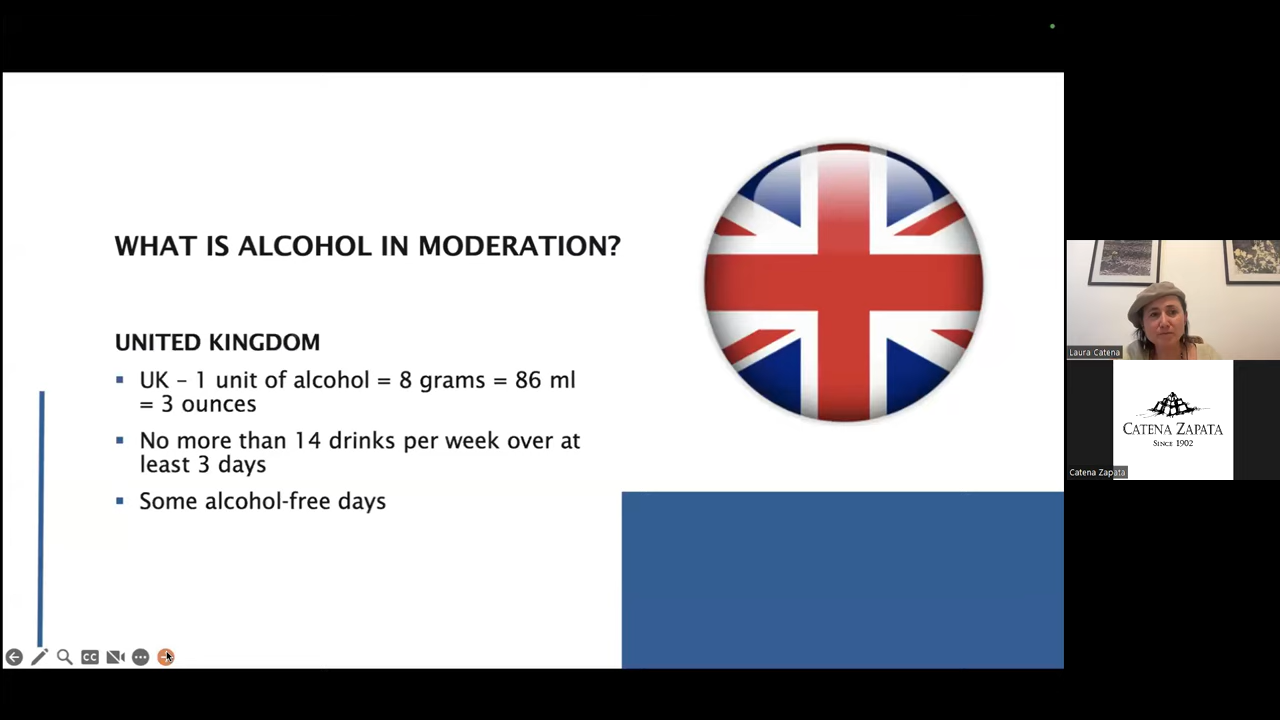 WHAT IS ALCOHOL IN MODERATION?
UNITED KINGDOM
▪ UK – 1 unit of alcohol = 8 grams = 86 ml
= 3 ounces
▪ No more than 14 drinks per week over at
least 3 days
▪ Some alcohol-free days
CC
Laura Catena
CATENA ZAPATA
SINCE 1902
Catena Zapata